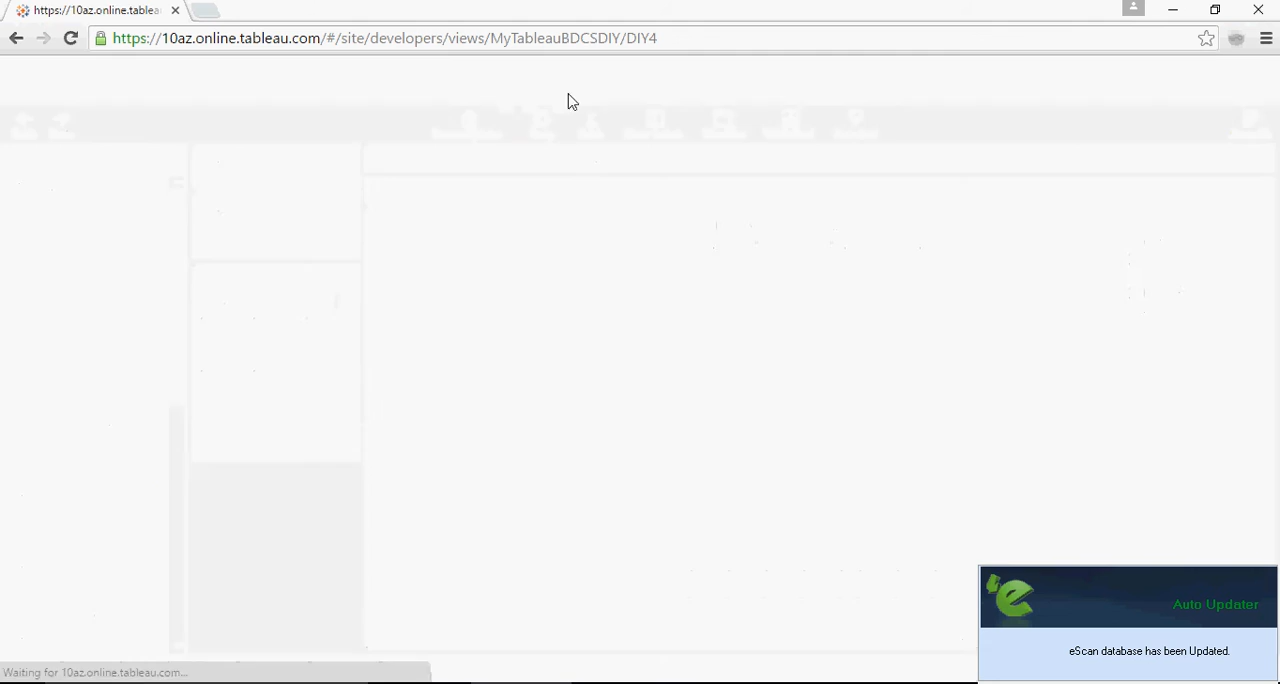 https://10az.online.tablea
https://10az.online.tableau.com/#/site/developers/views/MyTableauBDCSDIY/DIY4
Auto Updater
eScan database has been Updated.
Waiting for 10az.online.tableau.com...